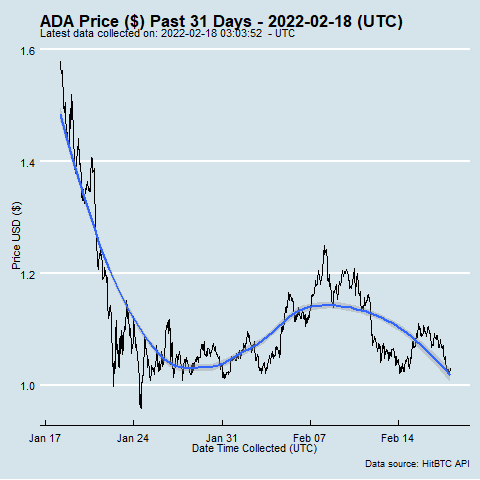 ADA Price ($) Past 31 Days - 2022-02-18 (UTC)
Latest data collected on: 2022-02-18 03:03:52 - UTC
1.6
1.4
1.2
1.0
Price USD ($)
Jan 17
Jan 24
Jan 31
Feb 07
Feb 14
Date Time Collected (UTC)
Data source: HitBTC API